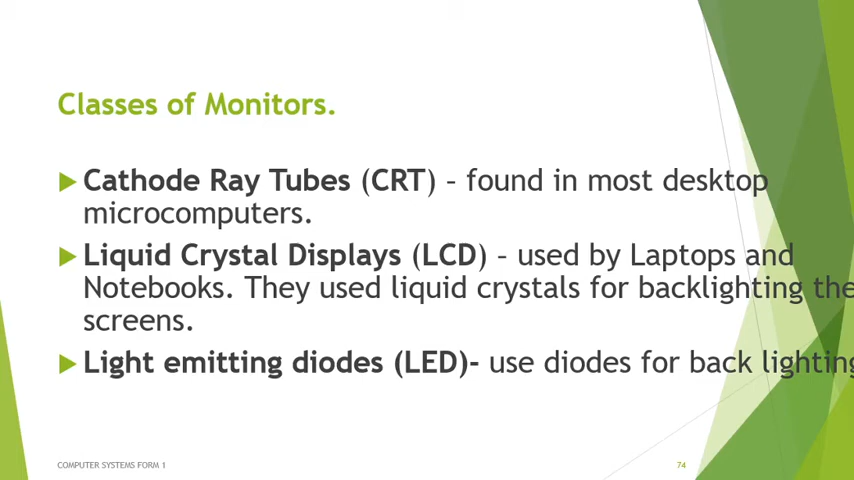 Classes of Monitors.
Cathode Ray Tubes (CRT) – found in most desktop
microcomputers.
Liquid Crystal Displays (LCD) – used by Laptops and
Notebooks. They used liquid crystals for backlighting the
screens.
Light emitting diodes (LED)- use diodes for back lighting
COMPUTER SYSTEMS FORM 1
74